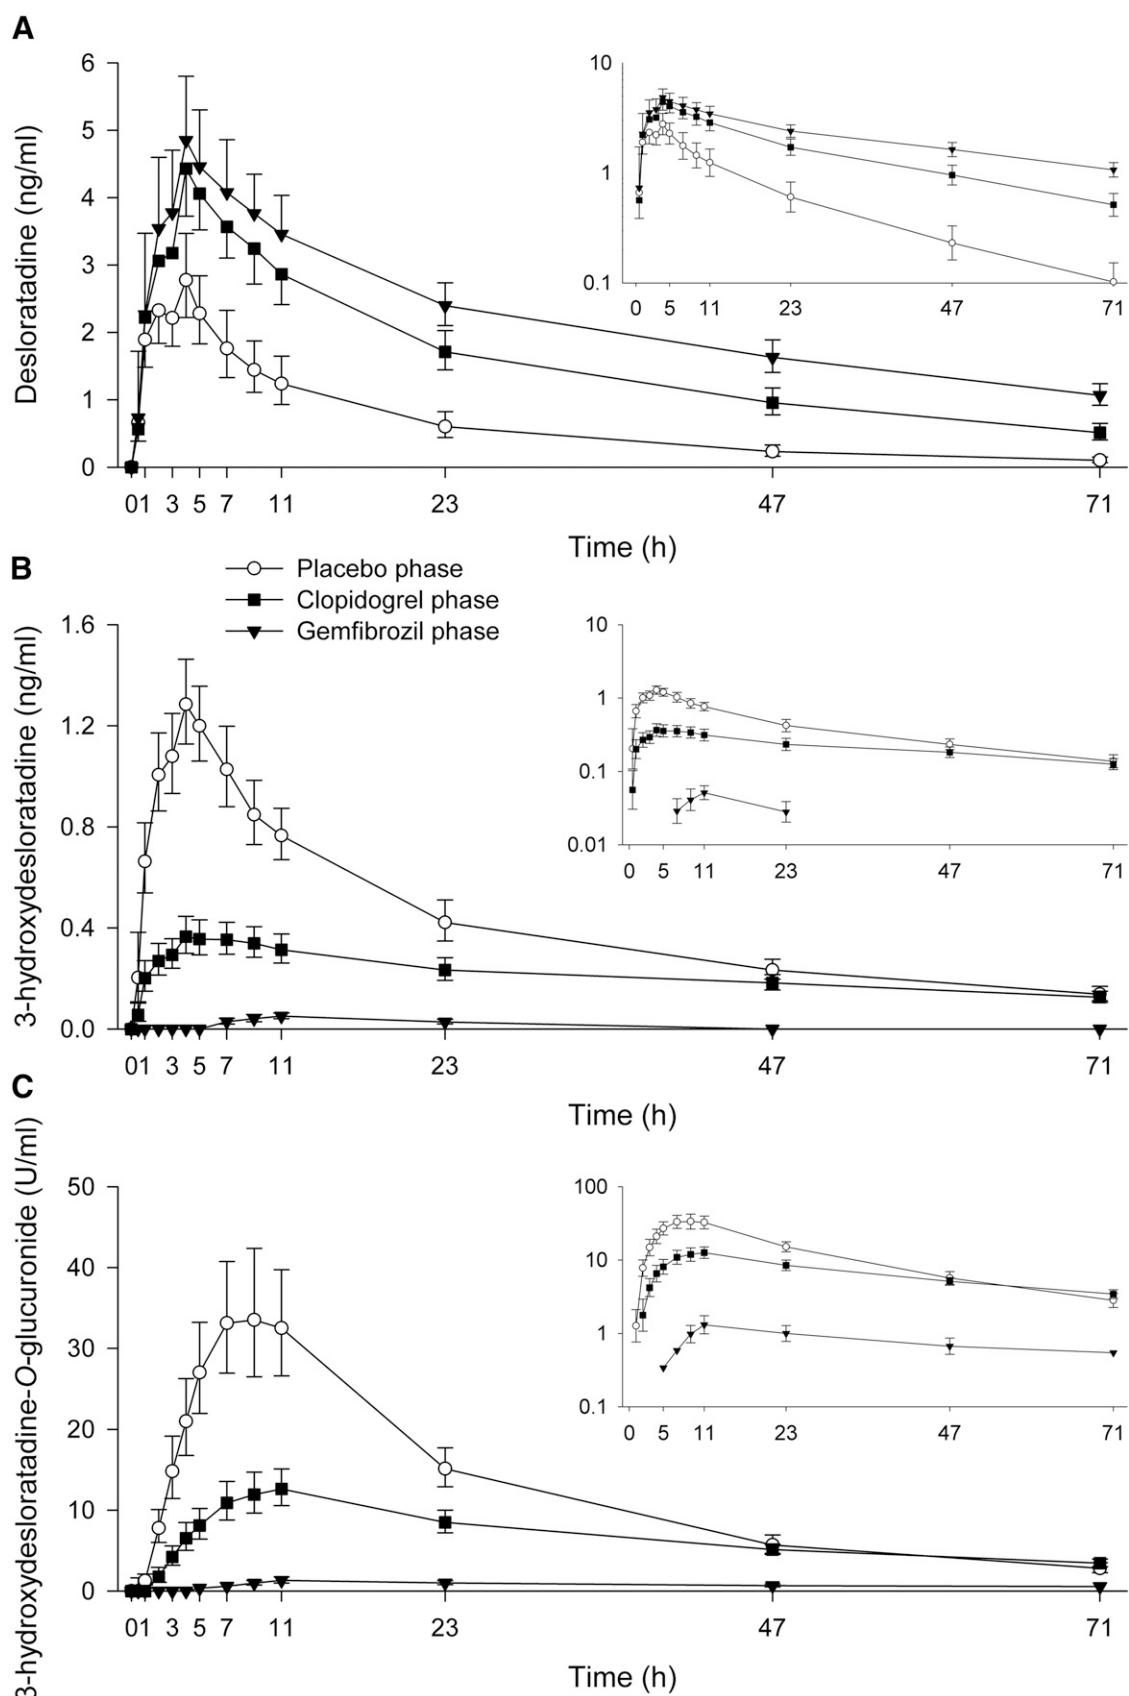 A
Desloratadine (ng/ml)
6
5
4
3
2
1
0
01 3 5 7 11 23 47 71
Time (h)
10
1
0.1
0 5 11 23 47 71
B
Placebo phase
Clopidogrel phase
Gemfibrozil phase
3-hydroxydesloratadine (ng/ml)
1.6
1.2
0.8
0.4
0.0
01 3 5 7 11 23 47 71
Time (h)
10
1
0.1
0.01
0 5 11 23 47 71
C
3-hydroxydesloratadine-O-glucuronide (U/ml)
50
40
30
20
10
0
01 3 5 7 11 23 47 71
Time (h)
100
10
1
0.1
0 5 11 23 47 71